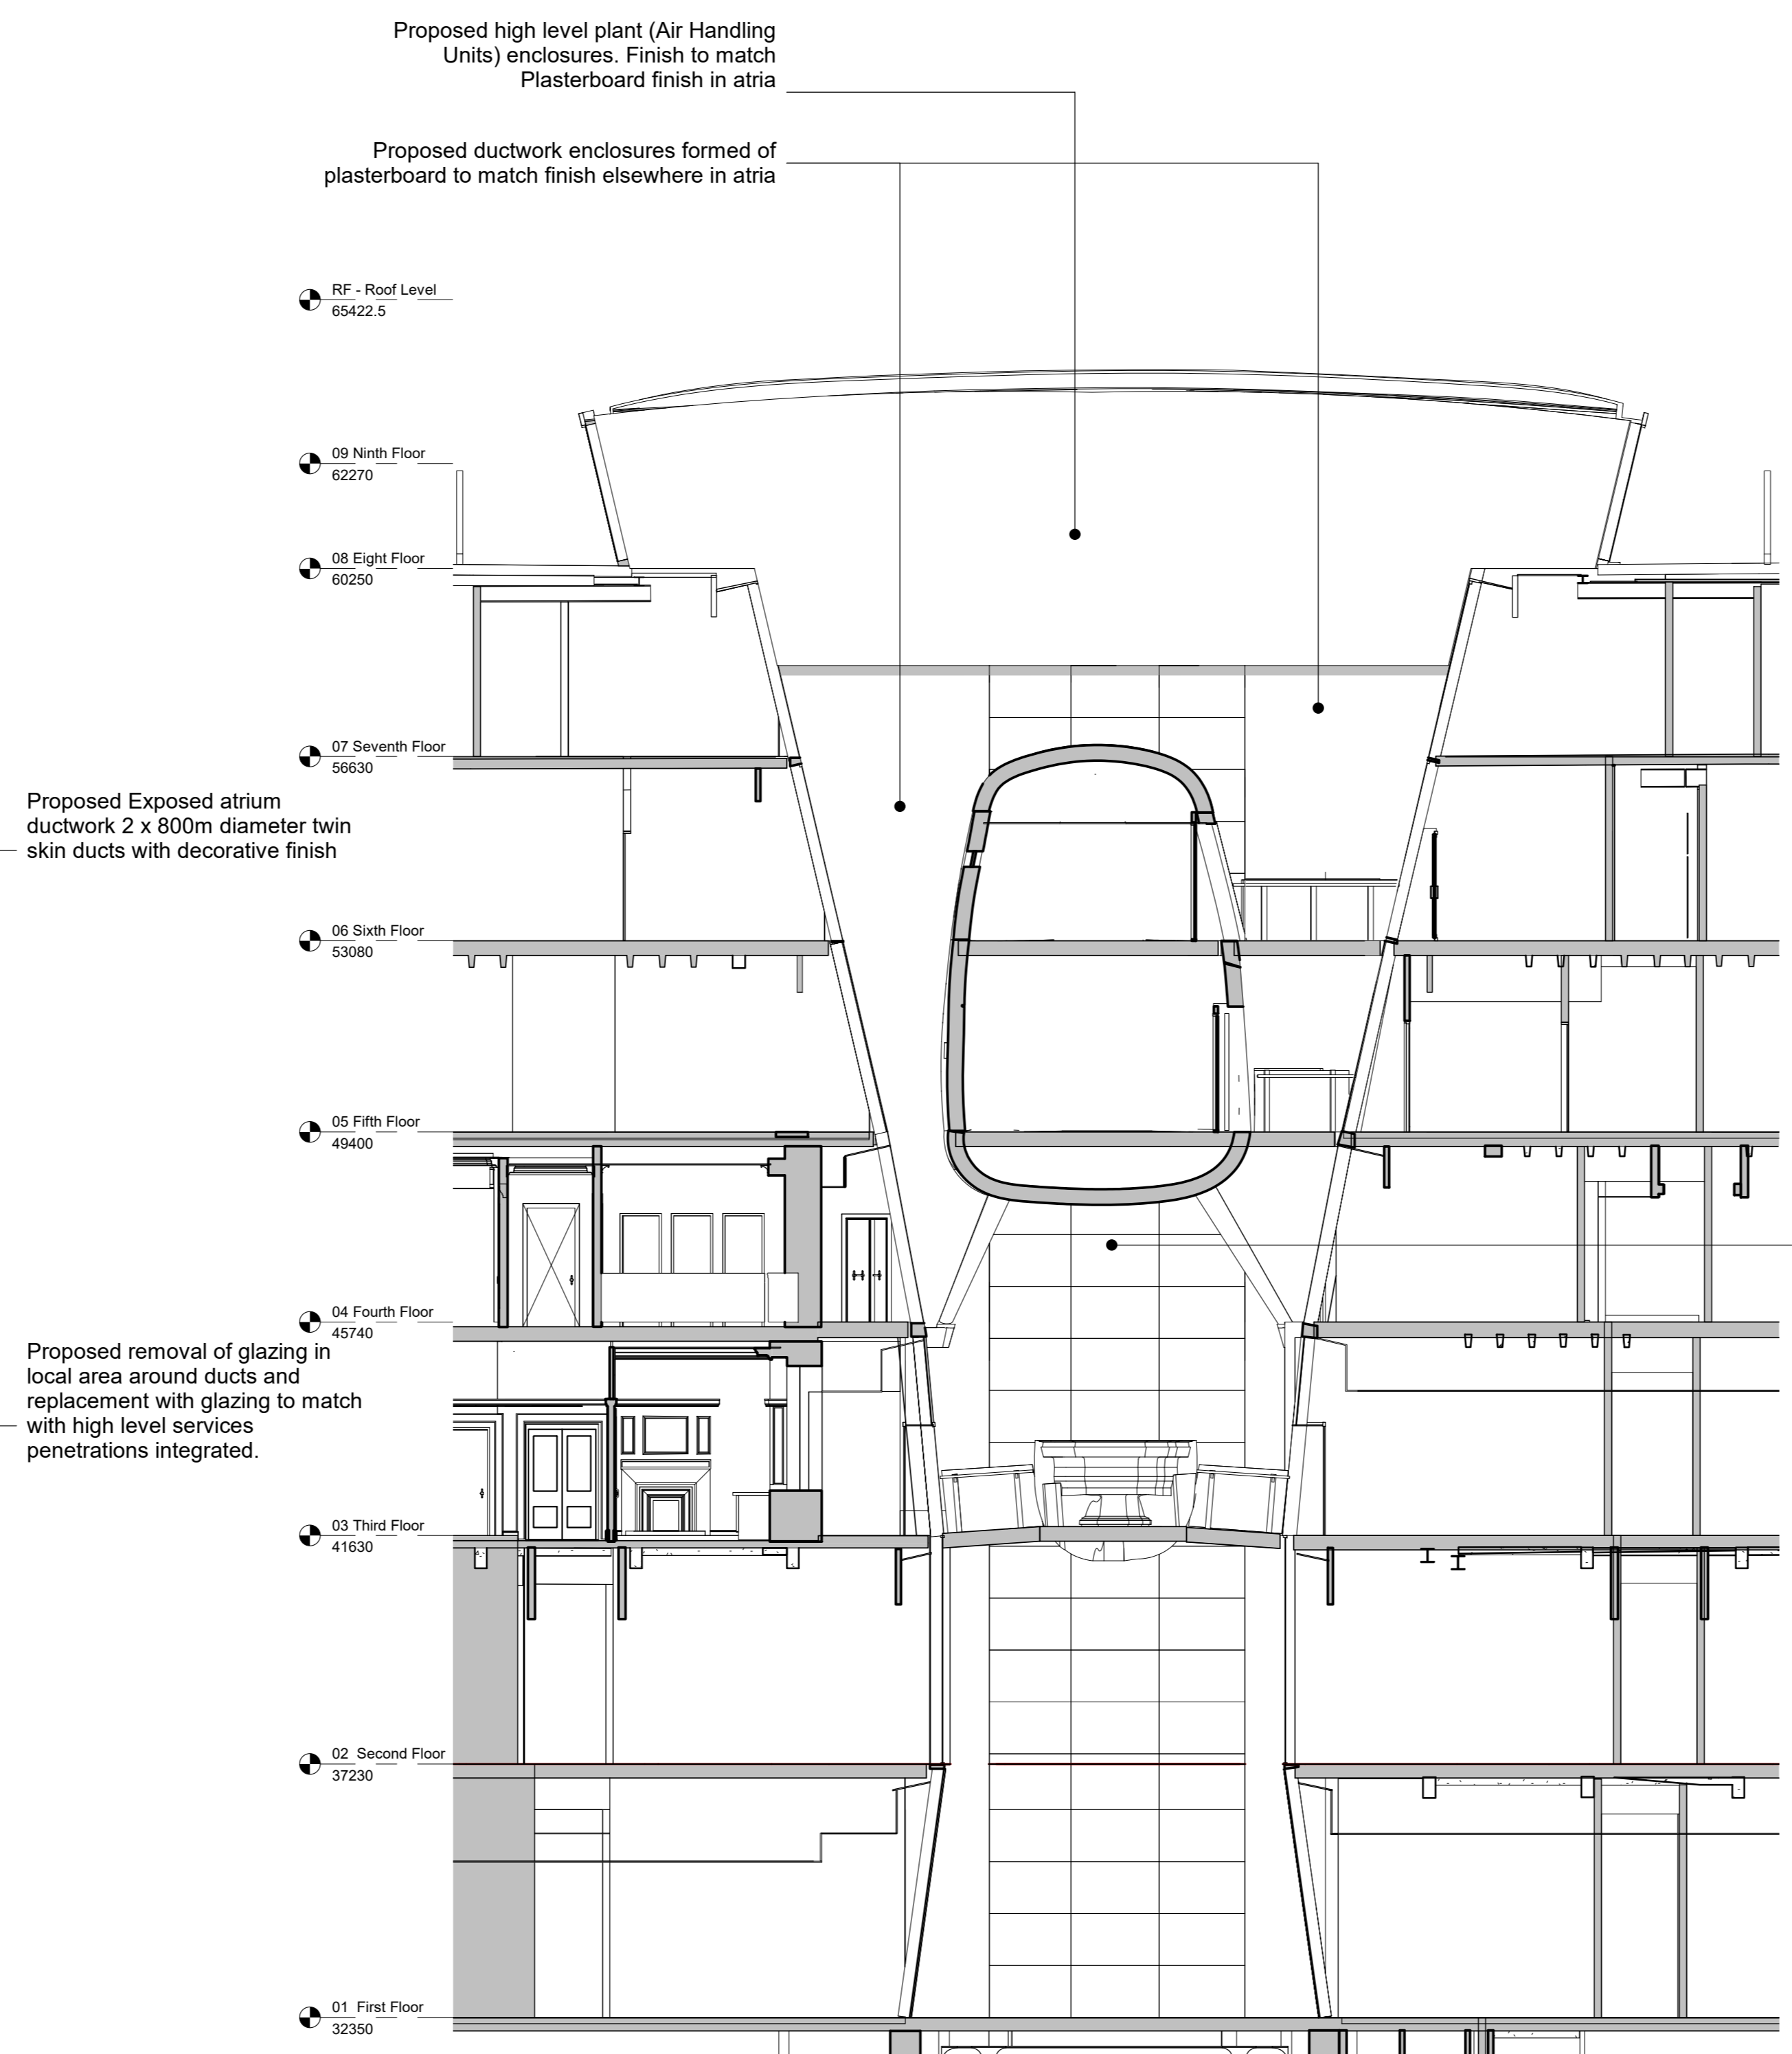 Proposed high level plant (Air Handling
Units) enclosures. Finish to match
Plasterboard finish in atria
Proposed ductwork enclosures formed of
plasterboard to match finish elsewhere in atria
RF - Roof Level
65422.5
09 Ninth Floor
62270
08 Eight Floor
60250
07 Seventh Floor
56630
Proposed Exposed atrium
ductwork 2 x 800m diameter twin
skin ducts with decorative finish
06 Sixth Floor
53080
05 Fifth Floor
49400
04 Fourth Floor
45740
Proposed removal of glazing in
local area around ducts and
replacement with glazing to match
with high level services
penetrations integrated.
03 Third Floor
41630
02 Second Floor
37230
01 First Floor
32350